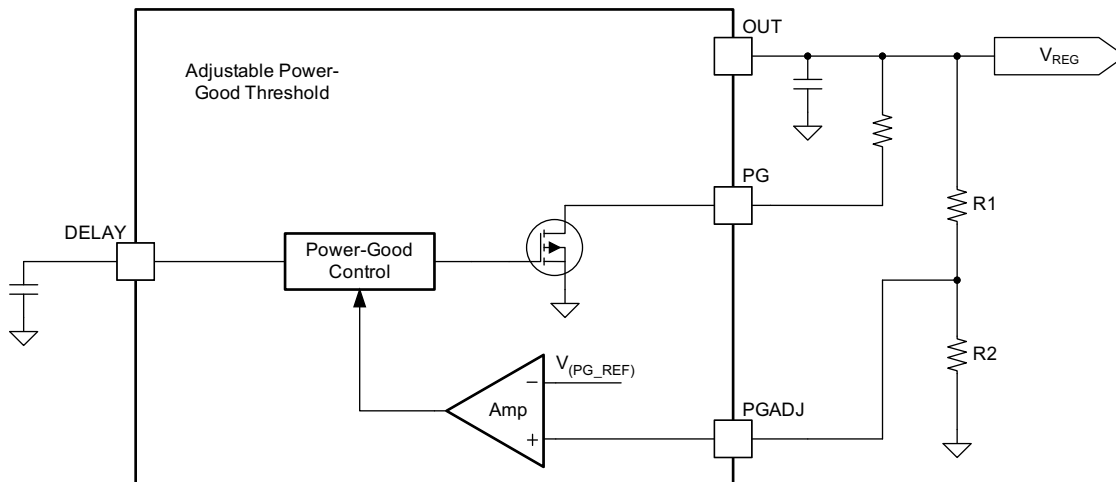 OUT
Adjustable Power-
Good Threshold
V_REG
PG
R1
DELAY
Power-Good
Control
R2
V_(PG_REF)
−
Amp
+
PGADJ